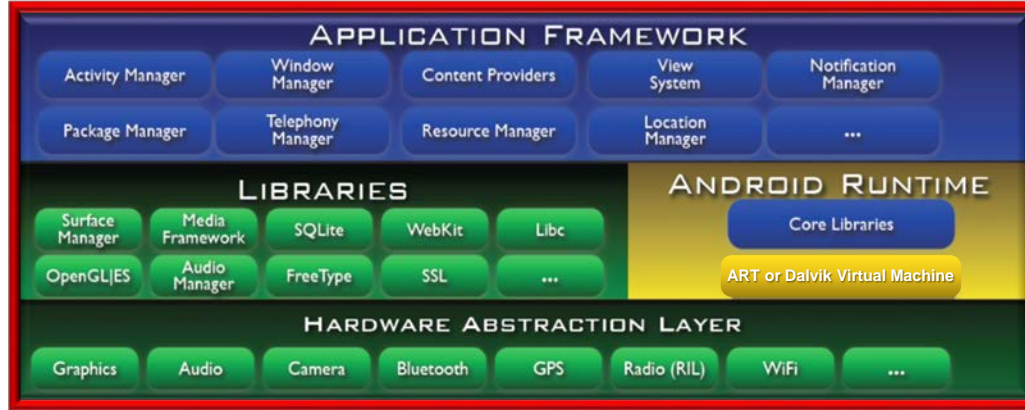 APPLICATION FRAMEWORK
Activity Manager
Window
Manager
Content Providers
View
System
Notification
Manager
Package Manager
Telephony
Manager
Resource Manager
Location
Manager
...
LIBRARIES
Surface
Manager
Media
Framework
SQLite
WebKit
Libc
OpenGL|ES
Audio
Manager
FreeType
SSL
...
ANDROID RUNTIME
Core Libraries
ART or Dalvik Virtual Machine
HARDWARE ABSTRACTION LAYER
Graphics
Audio
Camera
Bluetooth
GPS
Radio (RIL)
WiFi
...